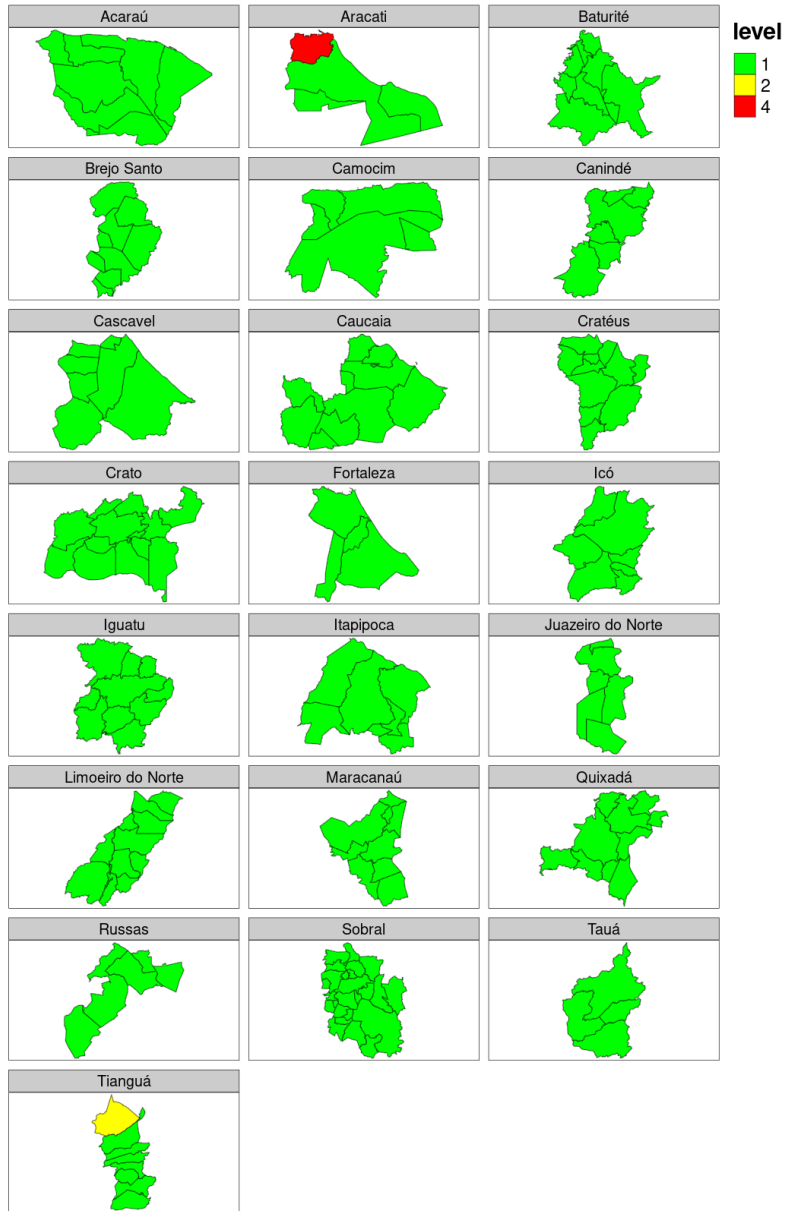 Acaraú
Aracati
Baturité
level
1
2
4
Brejo Santo
Camocim
Canindé
Cascavel
Caucaia
Cratéus
Crato
Fortaleza
Icó
Iguatu
Itapipoca
Juazeiro do Norte
Limoeiro do Norte
Maracanaú
Quixadá
Russas
Sobral
Tauá
Tianguá